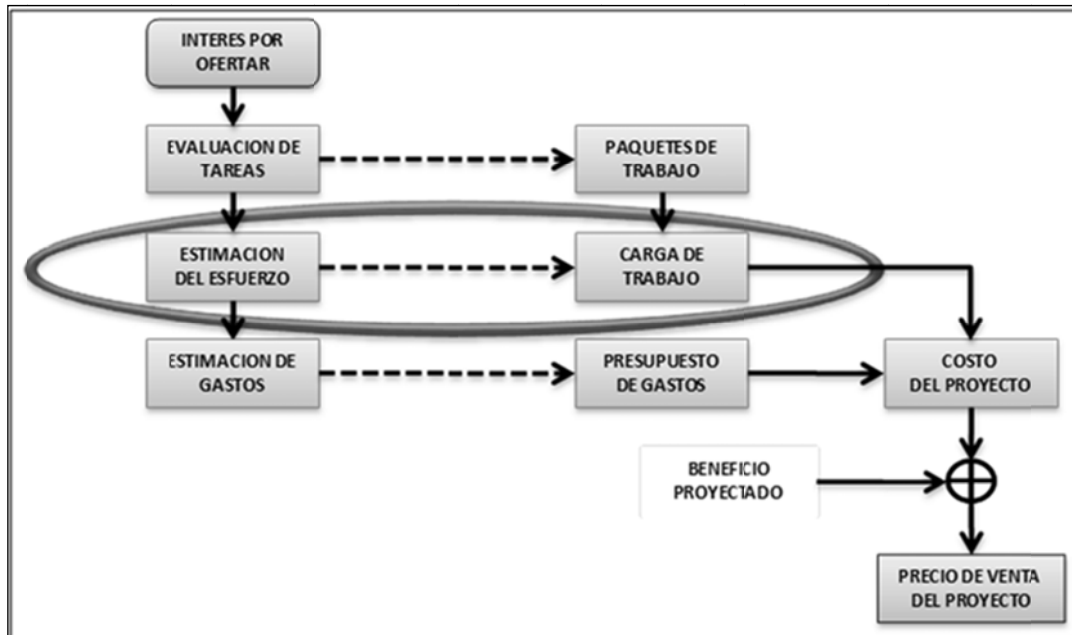 INTERES POR
OFERTAR
EVALUACION DE
TAREAS
PAQUETES DE
TRABAJO
ESTIMACION
DEL ESFUERZO
CARGA DE
TRABAJO
ESTIMACION DE
GASTOS
PRESUPUESTO
DE GASTOS
COSTO
DEL PROYECTO
BENEFICIO
PROYECTADO
PRECIO DE VENTA
DEL PROYECTO